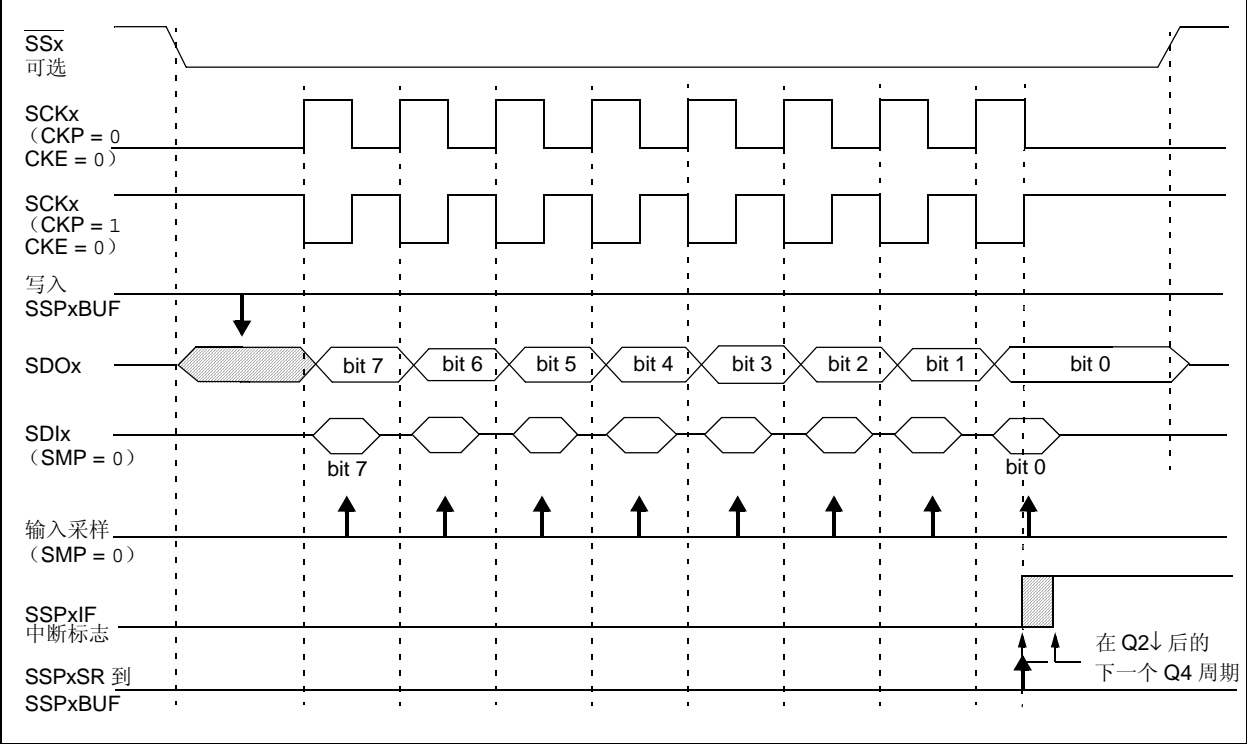 SSx
可选
SCKx
（CKP = 0
CKE = 0）
SCKx
（CKP = 1
CKE = 0）
写入
SSPxBUF
SDOx
bit 7 bit 6 bit 5 bit 4 bit 3 bit 2 bit 1 bit 0
SDIx
（SMP = 0）
bit 7 bit 0
输入采样
（SMP = 0）
SSPxIF
中断标志
在 Q2↓ 后的
下一个 Q4 周期
SSPxSR 到
SSPxBUF